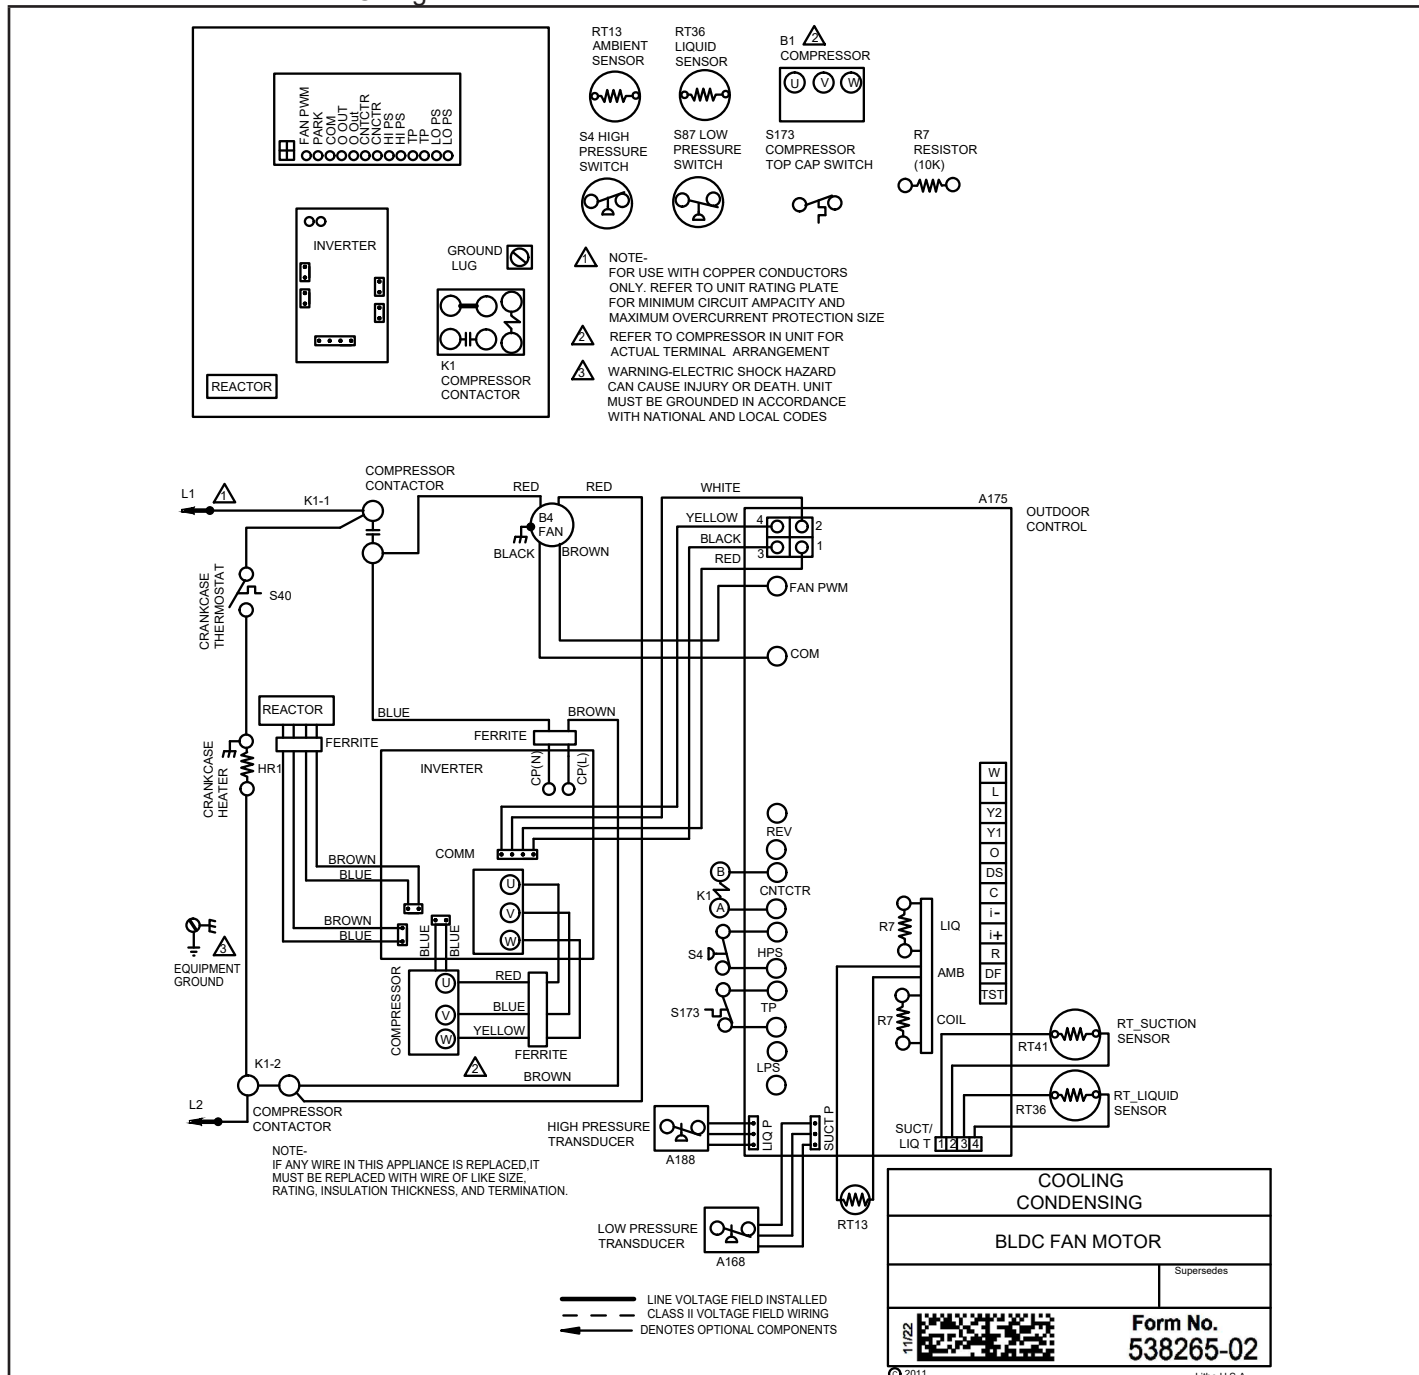 FAN PWM
PARK
COM
O OUT
O Out
CNTCTR
CNCTR
HI PS
HI PS
TP
TP
LO PS
LO PS
INVERTER
GROUND
LUG
K1
COMPRESSOR
CONTACTOR
REACTOR
RT13
AMBIENT
SENSOR
RT36
LIQUID
SENSOR
B1 2
COMPRESSOR
U V W
S4 HIGH
PRESSURE
SWITCH
S87 LOW
PRESSURE
SWITCH
S173
COMPRESSOR
TOP CAP SWITCH
R7
RESISTOR
(10K)
1 NOTE-
FOR USE WITH COPPER CONDUCTORS
ONLY. REFER TO UNIT RATING PLATE
FOR MINIMUM CIRCUIT AMPACITY AND
MAXIMUM OVERCURRENT PROTECTION SIZE
2 REFER TO COMPRESSOR IN UNIT FOR
ACTUAL TERMINAL ARRANGEMENT
3 WARNING-ELECTRIC SHOCK HAZARD
CAN CAUSE INJURY OR DEATH. UNIT
MUST BE GROUNDED IN ACCORDANCE
WITH NATIONAL AND LOCAL CODES
L1 1
K1-1
COMPRESSOR
CONTACTOR
RED
RED
B4
FAN
BLACK
BROWN
WHITE
YELLOW
BLACK
RED
4
2
3
1
A175
OUTDOOR
CONTROL
FAN PWM
COM
CRANKCASE
THERMOSTAT
S40
REACTOR
FERRITE
BLUE
BROWN
FERRITE
CRANKCASE
HEATER
HR1
INVERTER
CP(N)
CP(L)
COMM
BROWN
BLUE
BROWN
BLUE
U
V
W
BLUE
BLUE
EQUIPMENT
GROUND
3
COMPRESSOR
U
V
W
RED
BLUE
YELLOW
FERRITE
2
BROWN
K1-2
L2
COMPRESSOR
CONTACTOR
NOTE-
IF ANY WIRE IN THIS APPLIANCE IS REPLACED,IT
MUST BE REPLACED WITH WIRE OF LIKE SIZE,
RATING, INSULATION THICKNESS, AND TERMINATION.
REV
B
K1
A
CNTCTR
S4
HPS
S173
TP
LPS
W
L
Y2
Y1
O
DS
C
i-
i+
R
DF
TST
R7
LIQ
AMB
R7
COIL
RT41
RT_SUCTION
SENSOR
RT36
RT_LIQUID
SENSOR
SUCT/
LIQ T
1 2 3 4
HIGH PRESSURE
TRANSDUCER
A188
LIQ P
SUCT P
LOW PRESSURE
TRANSDUCER
A168
RT13
LINE VOLTAGE FIELD INSTALLED
CLASS II VOLTAGE FIELD WIRING
DENOTES OPTIONAL COMPONENTS
COOLING
CONDENSING
BLDC FAN MOTOR
Supersedes
11/22
Form No.
538265-02
© 2011